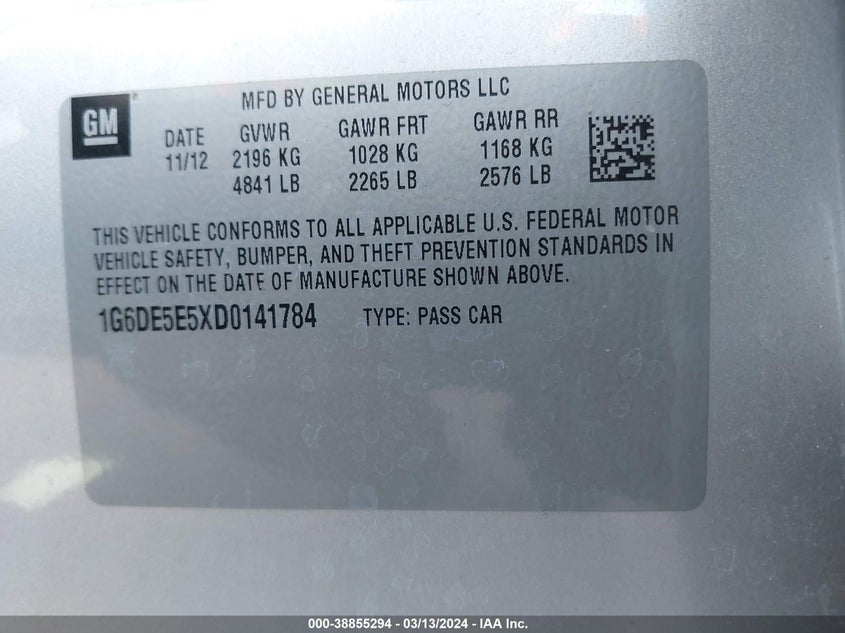 MFD BY GENERAL MOTORS LLC
GM
DATE GVWR GAWR FRT GAWR RR
11/12 2196 KG 1028 KG 1168 KG
4841 LB 2265 LB 2576 LB
THIS VEHICLE CONFORMS TO ALL APPLICABLE U.S. FEDERAL MOTOR
VEHICLE SAFETY, BUMPER, AND THEFT PREVENTION STANDARDS IN
EFFECT ON THE DATE OF MANUFACTURE SHOWN ABOVE.
1G6DE5E5XD0141784 TYPE: PASS CAR
000-38855294 - 03/13/2024 - IAA Inc.